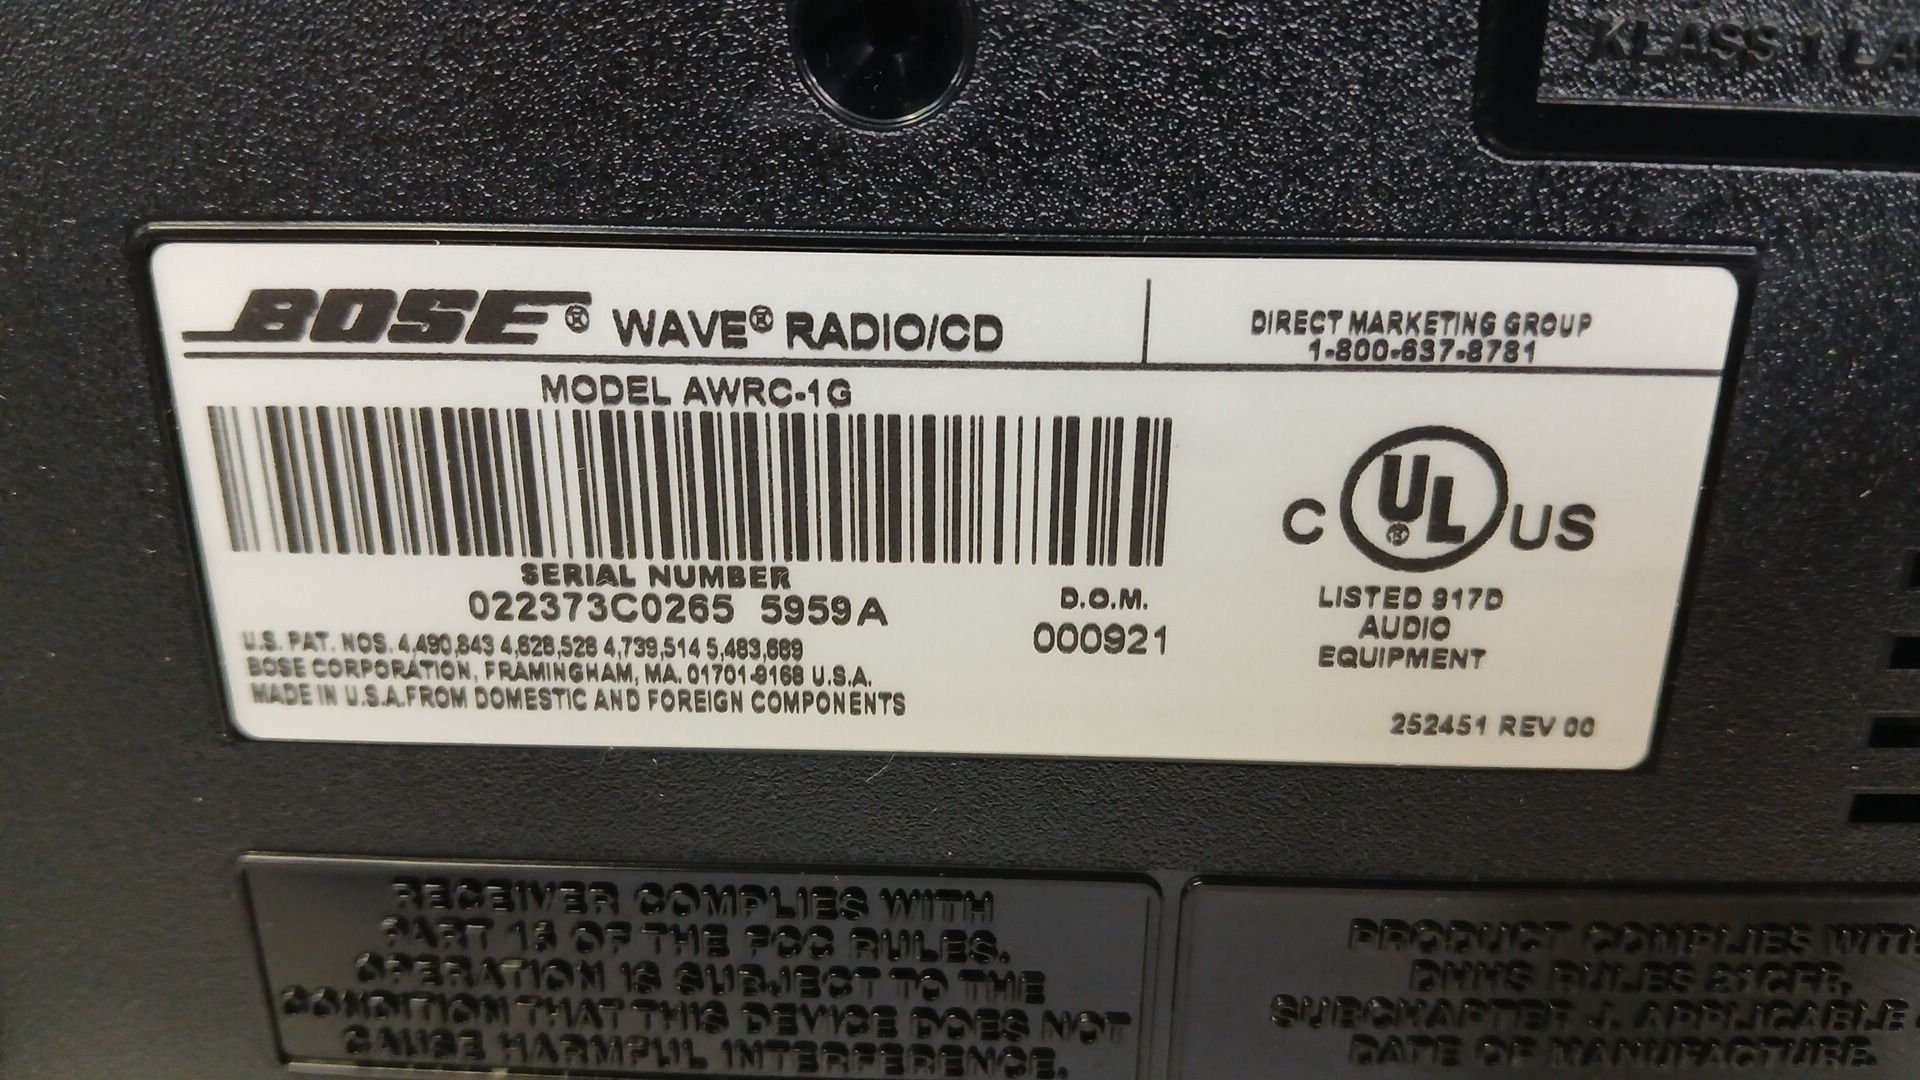 KLASS 1 LA
BOSE® WAVE® RADIO/CD
DIRECT MARKETING GROUP
1-800-637-8781
MODEL AWRC-1G
SERIAL NUMBER
022373C0265 5959A
D.O.M.
000921
U.S. PAT. NOS. 4,490,843 4,628,528 4,739,514 5,483,689
BOSE CORPORATION, FRAMINGHAM, MA. 01701-9168 U.S.A.
MADE IN U.S.A. FROM DOMESTIC AND FOREIGN COMPONENTS
C UL® US
LISTED 917D
AUDIO
EQUIPMENT
252451 REV 00
RECEIVER COMPLIES WITH
PART 15 OF THE FCC RULES.
OPERATION IS SUBJECT TO THE
CONDITION THAT THIS DEVICE DOES NOT
CAUSE HARMFUL INTERFERENCE.
PRODUCT COMPLIES WITH
DHHS RULES 21CFR,
SUBCHAPTER J, APPLICABLE
DATE OF MANUFACTURE.